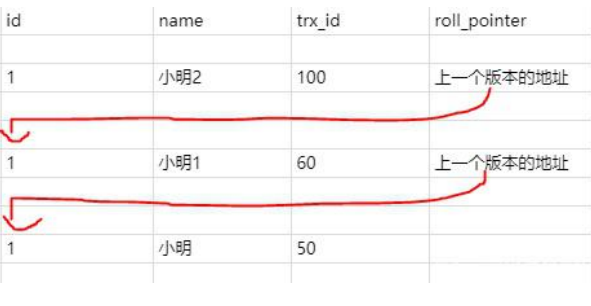 id name trx_id roll_pointer
1 小明2 100 上一个版本的地址
1 小明1 60 上一个版本的地址
1 小明 50